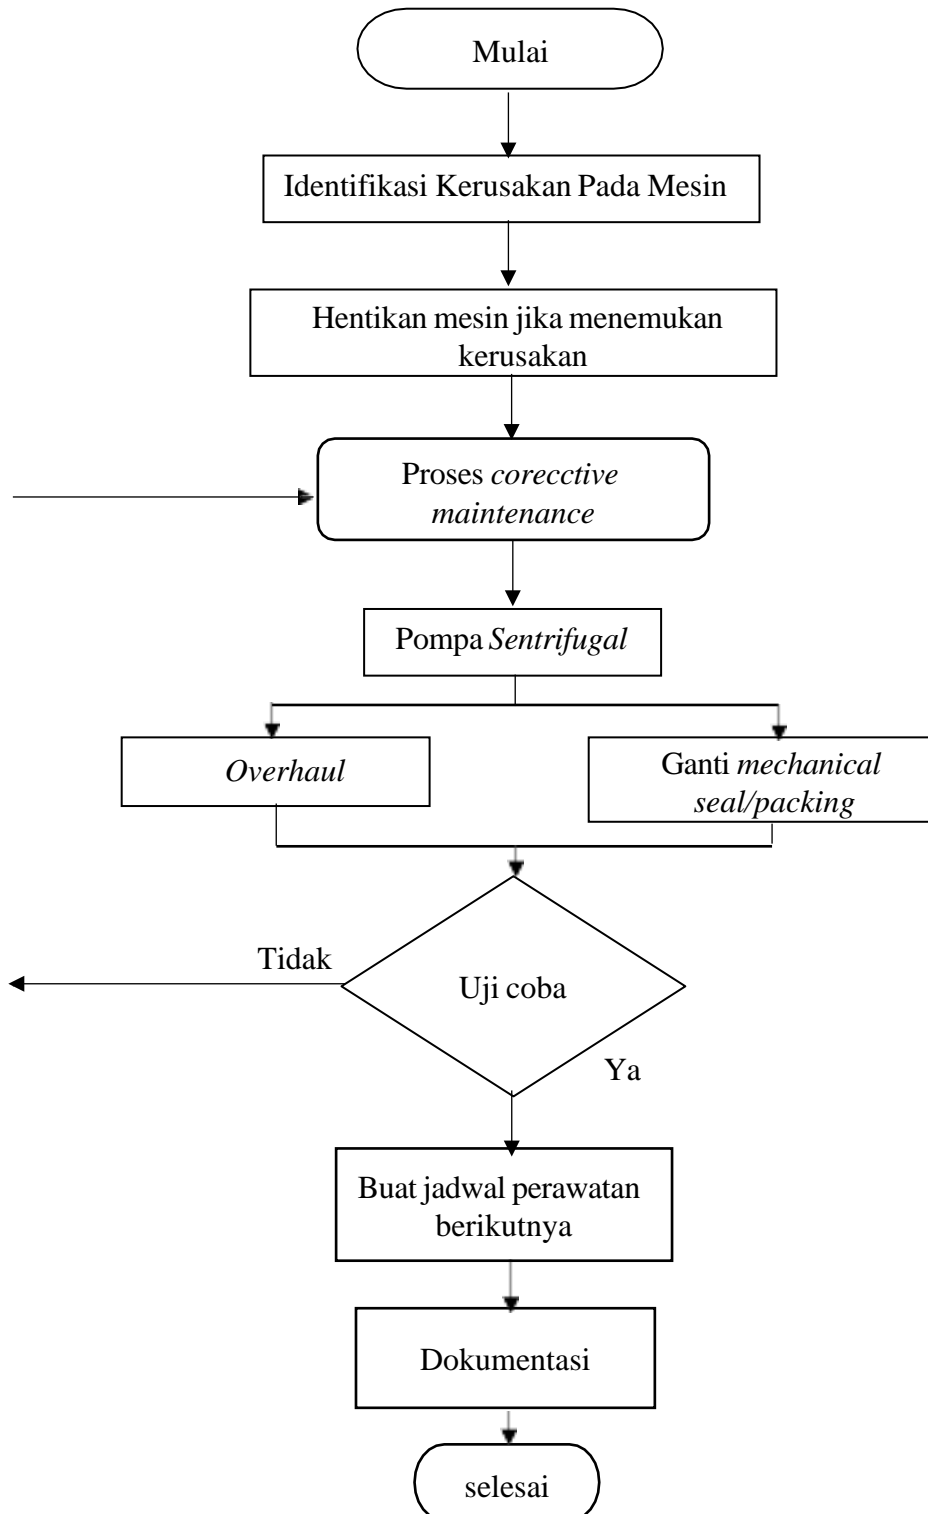 Mulai
Identifikasi Kerusakan Pada Mesin
Hentikan mesin jika menemukan
kerusakan
Proses corecctive
maintenance
Pompa Sentrifugal
Overhaul
Ganti mechanical
seal/packing
Tidak
Uji coba
Ya
Buat jadwal perawatan
berikutnya
Dokumentasi
selesai